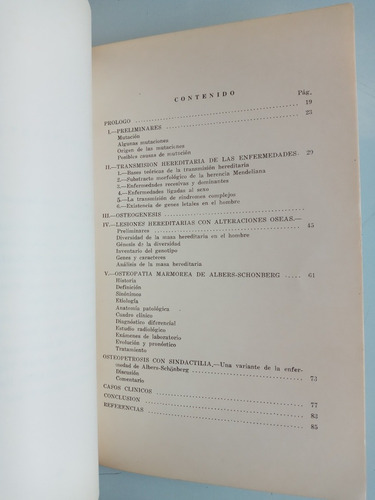 CONTENIDO
Pág.
PROLOGO 19
I.—PRELIMINARES 25
Mutación
Algunas mutaciones
Origen de las mutaciones
Posibles causas de mutación
II.—TRANSMISION HEREDITARIA DE LAS ENFERMEDADES 29
1.—Bases teóricas de la transmisión hereditaria
2.—Substrato morfológico de la herencia Mendeliana
3.—Enfermedades recesivas y dominantes
4.—Enfermedades ligadas al sexo
5.—La transmisión de síndromes complejos
6.—Existencia de genes letales en el hombre
III.—OSTEOGENESIS
IV.—LESIONES HEREDITARIAS CON ALTERACIONES OSEAS.— 45
Preliminares
Diversidad de la masa hereditaria en el hombre
Génesis de la diversidad
Inventario del genotipo
Genes y caracteres
Análisis de la masa hereditaria
V.—OSTEOPATIA MARMOREA DE ALBERS-SCHONBERG 61
Historia
Definición
Sinónimos
Etiología
Anatomía patológica
Cuadro clínico
Diagnóstico diferencial
Estudio radiológico
Exámenes de laboratorio
Evolución y pronóstico
Tratamiento
OSTEOPETROSIS CON SINDACTILIA,—Una variante de la enfer-
medad de Albers-Schönberg 73
Discusión
Comentario
CAFOS CLINICOS 77
CONCLUSION 83
REFERENCIAS 85